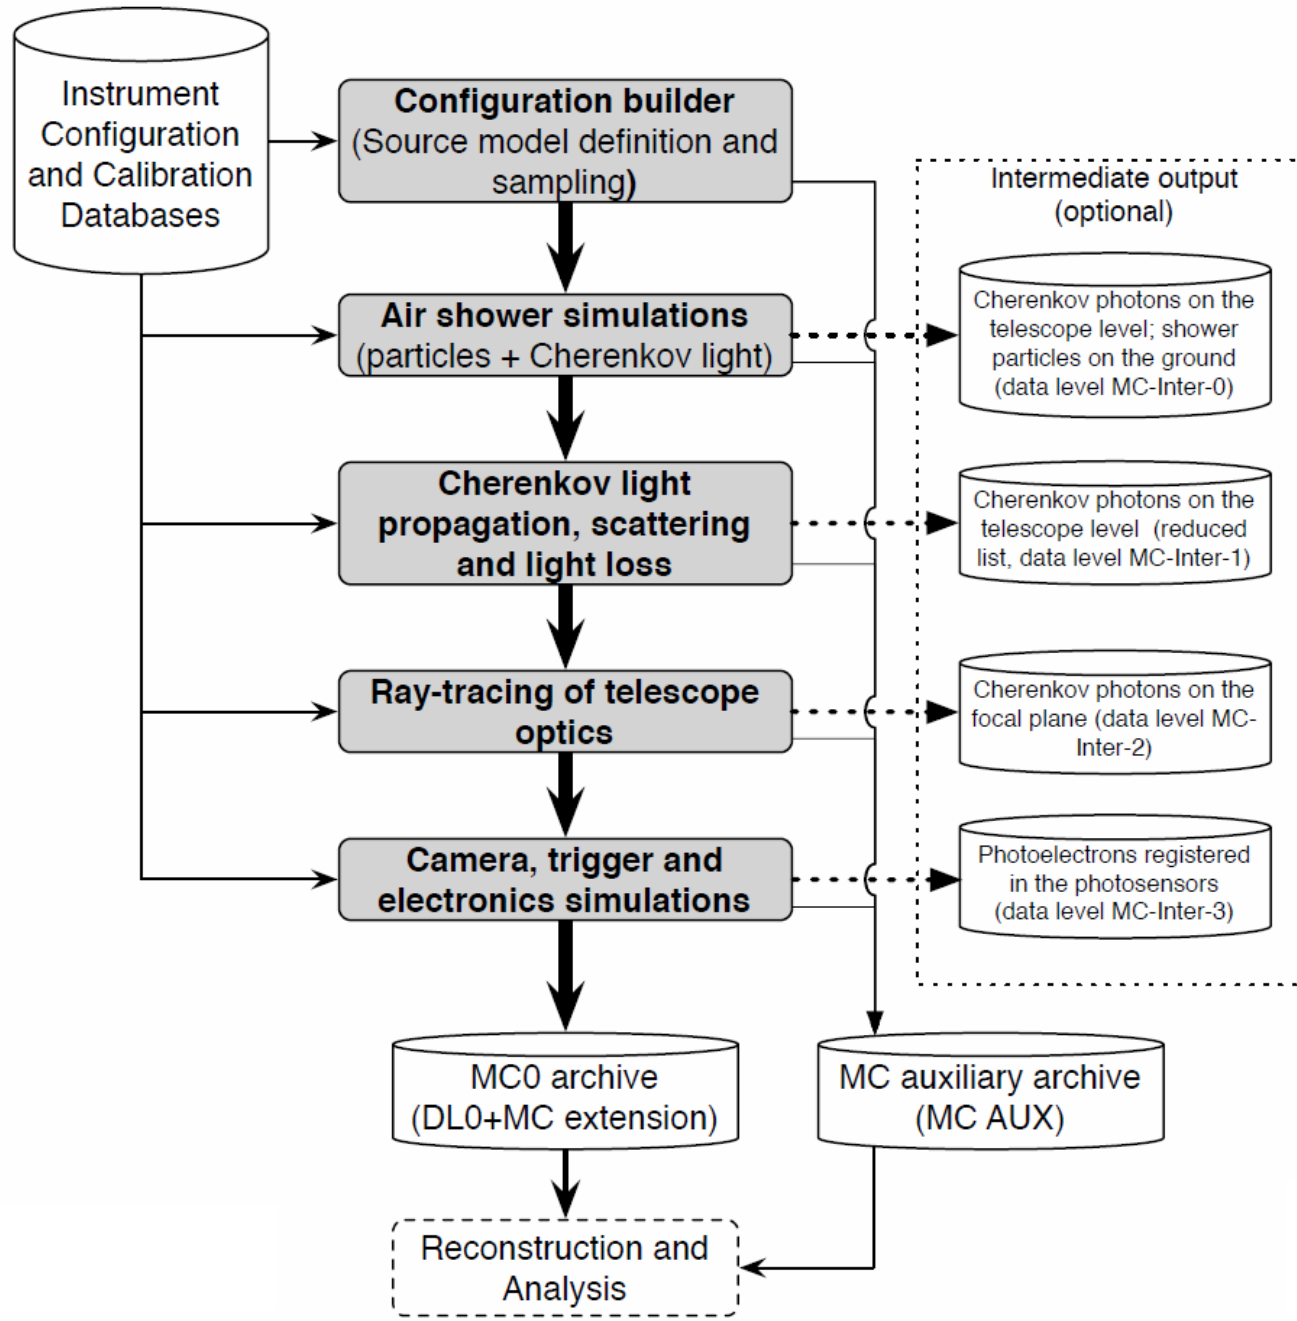 Instrument
Configuration
and Calibration
Databases
Configuration builder
(Source model definition and
sampling)
Intermediate output
(optional)
Air shower simulations
(particles + Cherenkov light)
Cherenkov photons on the
telescope level; shower
particles on the ground
(data level MC-Inter-0)
Cherenkov light
propagation, scattering
and light loss
Cherenkov photons on the
telescope level (reduced
list, data level MC-Inter-1)
Ray-tracing of telescope
optics
Cherenkov photons on the
focal plane (data level MC-
Inter-2)
Camera, trigger and
electronics simulations
Photoelectrons registered
in the photosensors
(data level MC-Inter-3)
MC0 archive
(DL0+MC extension)
MC auxiliary archive
(MC AUX)
Reconstruction and
Analysis